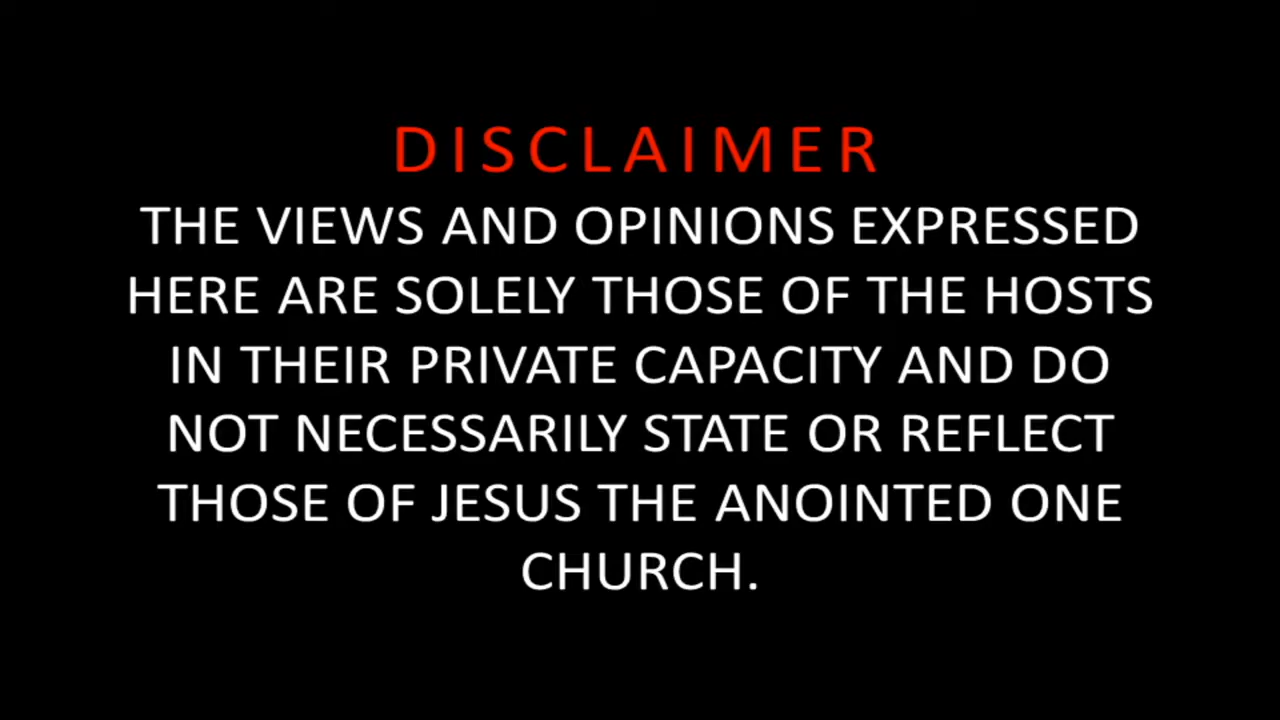 DISCLAIMER
THE VIEWS AND OPINIONS EXPRESSED
HERE ARE SOLELY THOSE OF THE HOSTS
IN THEIR PRIVATE CAPACITY AND DO
NOT NECESSARILY STATE OR REFLECT
THOSE OF JESUS THE ANOINTED ONE
CHURCH.